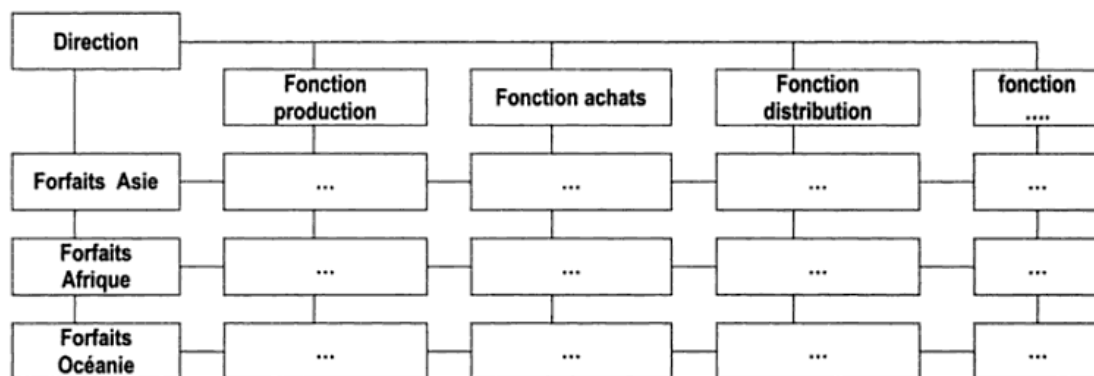 Direction
Fonction
production
Fonction achats
Fonction
distribution
fonction
....
Forfaits Asie
...
...
...
...
Forfaits
Afrique
...
...
...
...
Forfaits
Océanie
...
...
...
...